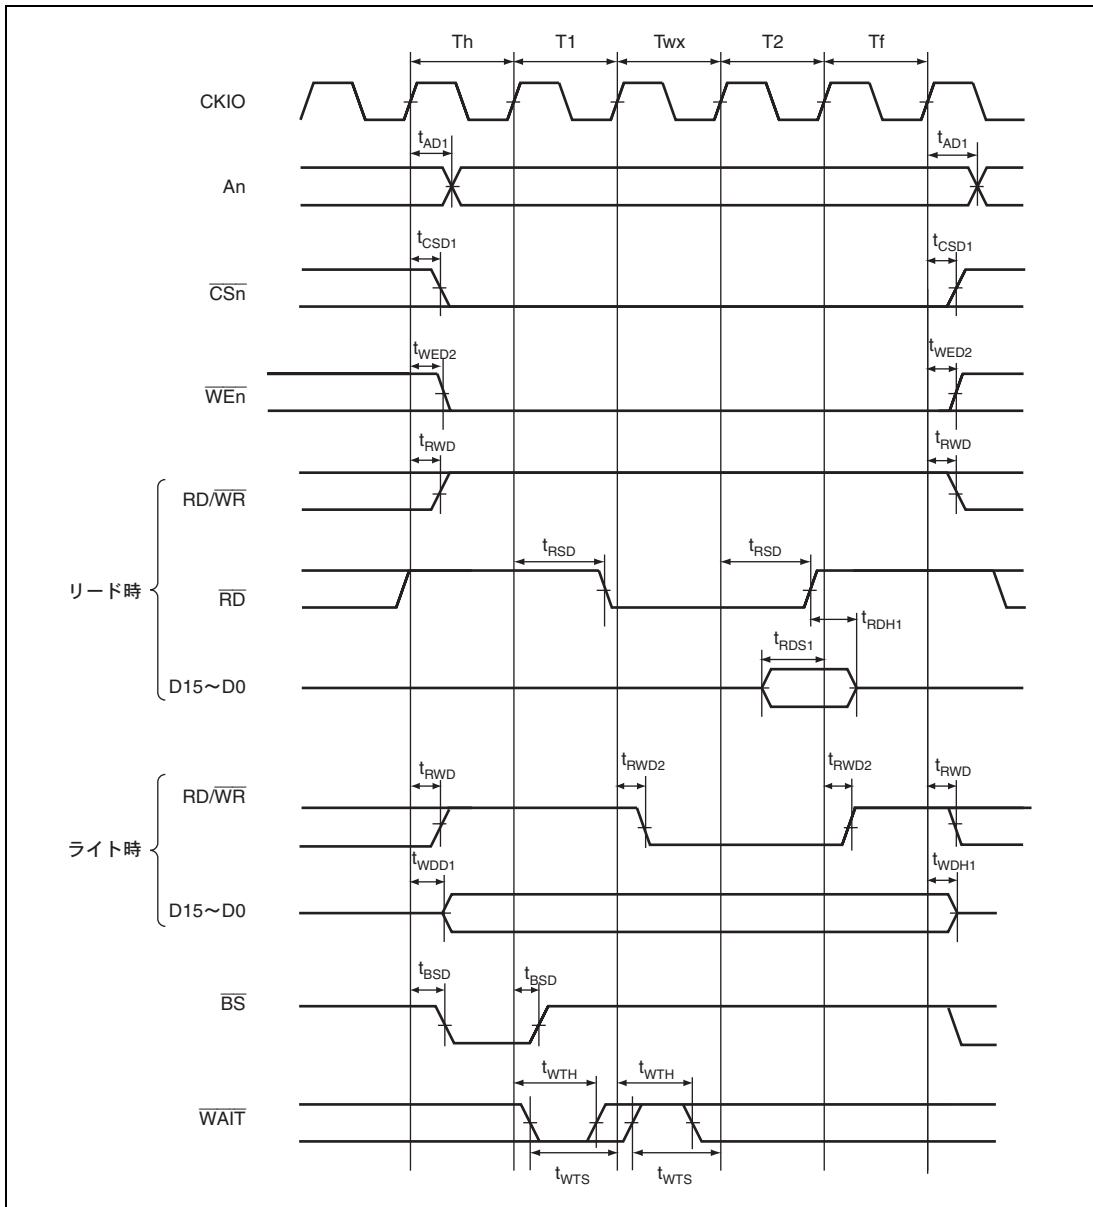 Th T1 Twx T2 Tf
CKIO
tAD1 tAD1
An
tCSD1 tCSD1
CSn
tWED2 tWED2
WEn
tRWD tRWD
RD/WR
tRSD tRSD
リード時
RD
tRDH1
tRDS1
D15～D0
tRWD tRWD2 tRWD2 tRWD
RD/WR
ライト時
tWDD1 tWDH1
D15～D0
tBSD tBSD
BS
tWTH tWTH
WAIT
tWTS tWTS